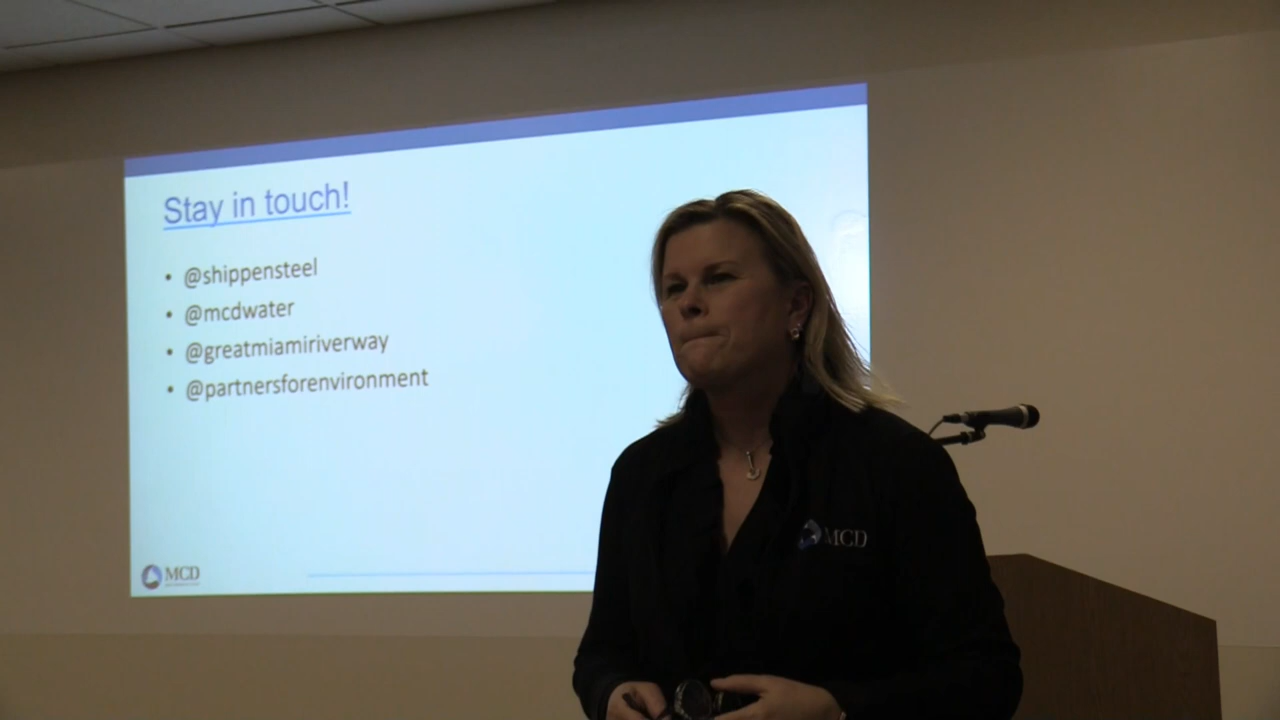 Stay in touch!
• @shippensteel
• @mcdwater
• @greatmiamiriverway
• @partnersforenvironment
MCD
MCD